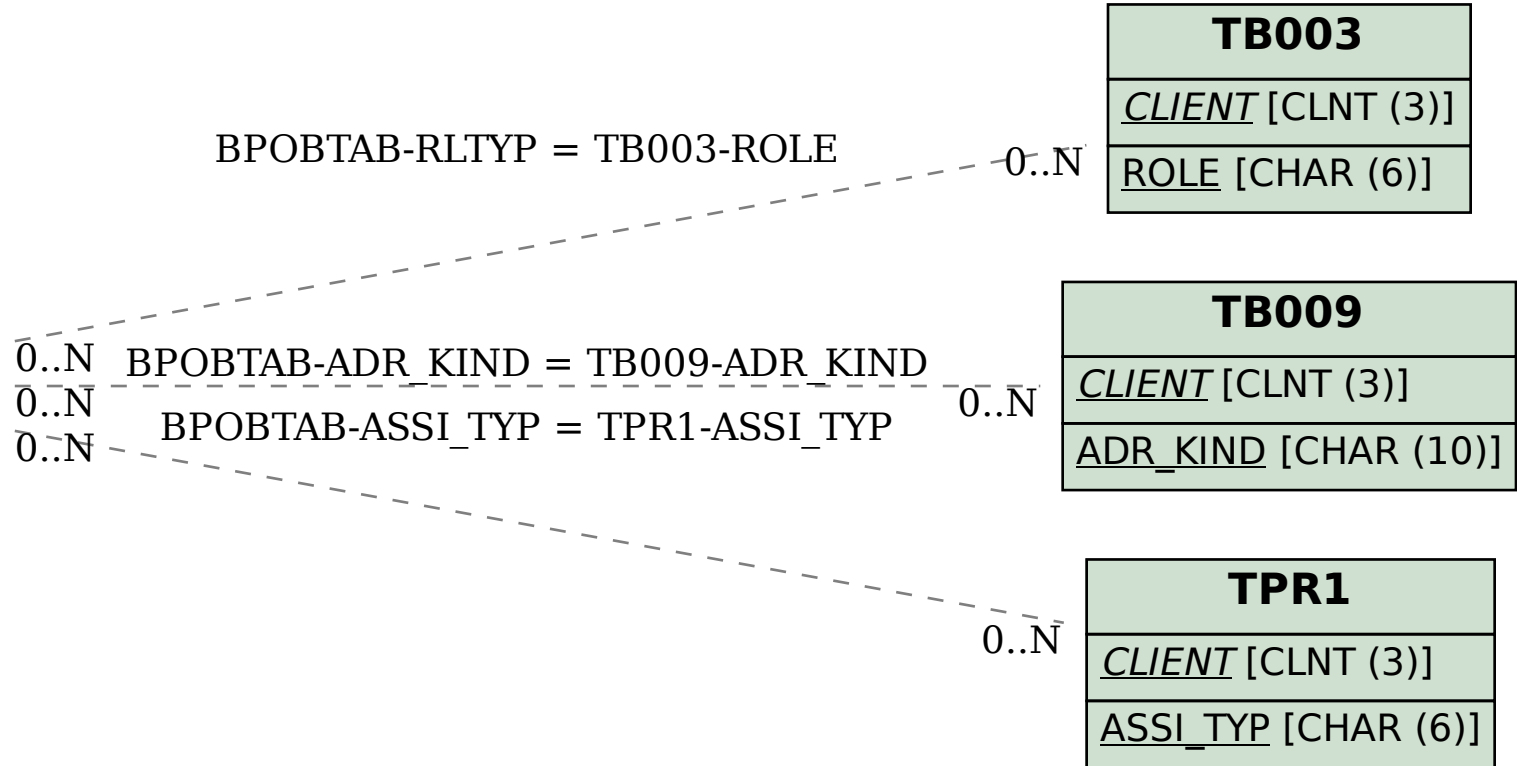 TB003
CLIENT [CLNT (3)]
BPOBTAB-RLTYP = TB003-ROLE
0..N
ROLE [CHAR (6)]
TB009
0..N
BPOBTAB-ADR_KIND = TB009-ADR_KIND
CLIENT [CLNT (3)]
0..N
0..N
BPOBTAB-ASSI_TYP = TPR1-ASSI_TYP
0..N
ADR_KIND [CHAR (10)]
TPR1
0..N
CLIENT [CLNT (3)]
ASSI_TYP [CHAR (6)]